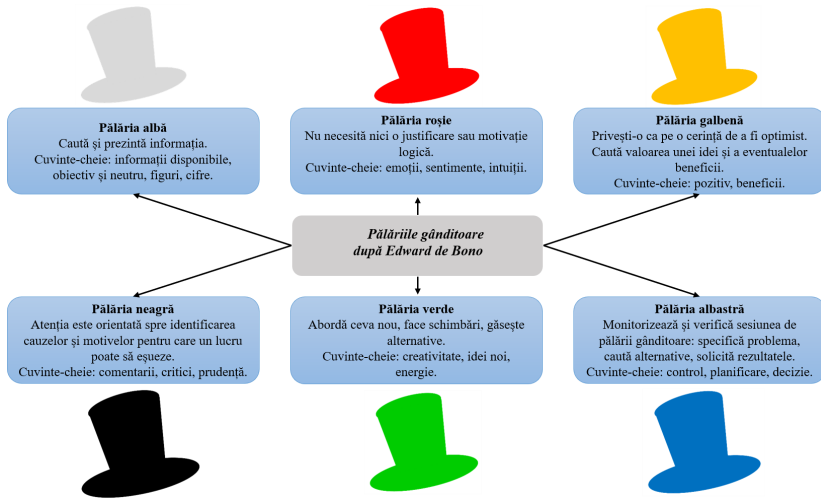 Pălăria albă
Caută și prezintă informația.
Cuvinte-cheie: informații disponibile,
obiectiv și neutru, figuri, cifre.
Pălăria roșie
Nu necesită nici o justificare sau motivație
logică.
Cuvinte-cheie: emoții, sentimente, intuiții.
Pălăria galbenă
Privești-o ca pe o cerință de a fi optimist.
Caută valoarea unei idei și a eventualelor
beneficii.
Cuvinte-cheie: pozitiv, beneficii.
Pălăriile gânditoare
după Edward de Bono
Pălăria neagră
Atenția este orientată spre identificarea
cauzelor și motivelor pentru care un lucru
poate să eșueze.
Cuvinte-cheie: comentarii, critici, prudență.
Pălăria verde
Abordă ceva nou, face schimbări, găsește
alternative.
Cuvinte-cheie: creativitate, idei noi,
energie.
Pălăria albastră
Monitorizează și verifică sesiunea de
pălării gânditoare: specifică problema,
caută alternative, solicită rezultatele.
Cuvinte-cheie: control, planificare, decizie.